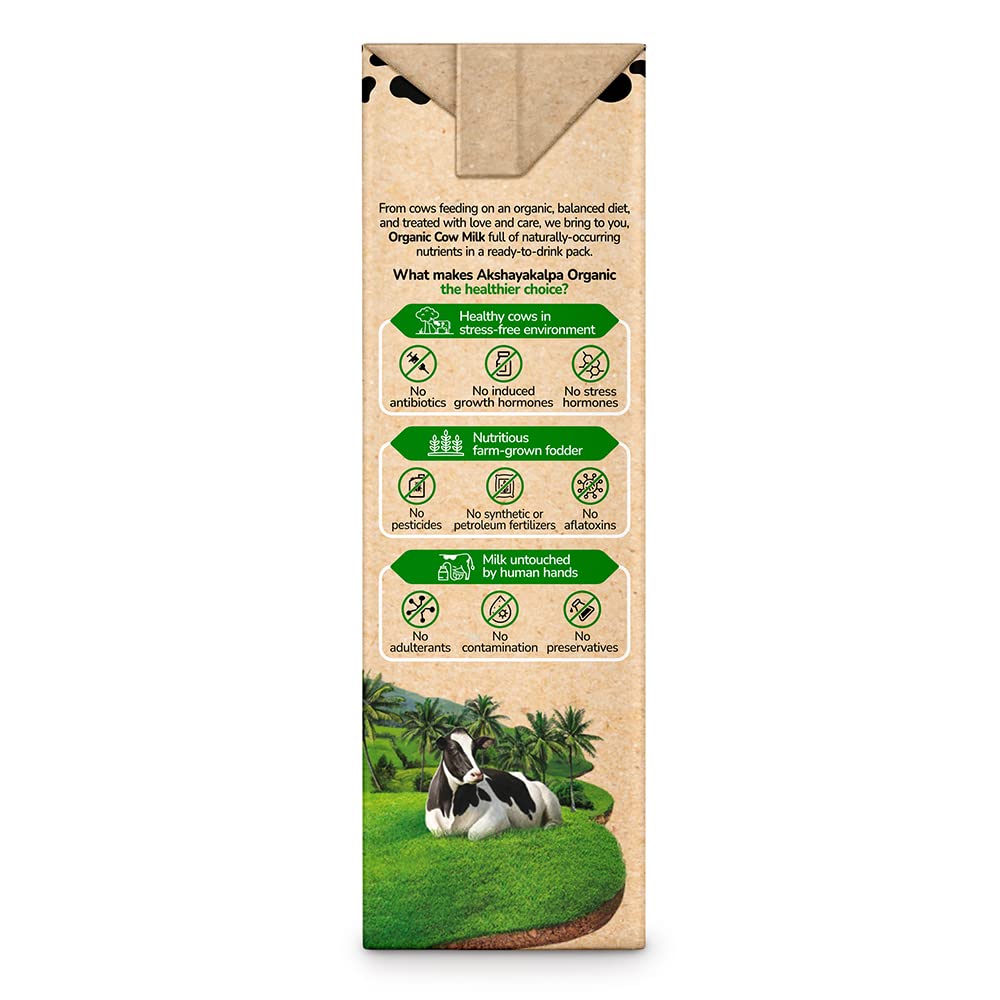 From cows feeding on an organic, balanced diet,
and treated with love and care, we bring to you,
Organic Cow Milk full of naturally-occurring
nutrients in a ready-to-drink pack.
What makes Akshayakalpa Organic
the healthier choice?
Healthy cows in
stress-free environment
No
antibiotics
No induced
growth hormones
No stress
hormones
Nutritious
farm-grown fodder
No
pesticides
No synthetic or
petroleum fertilizers
No
aflatoxins
Milk untouched
by human hands
No
adulterants
No
contamination
No
preservatives